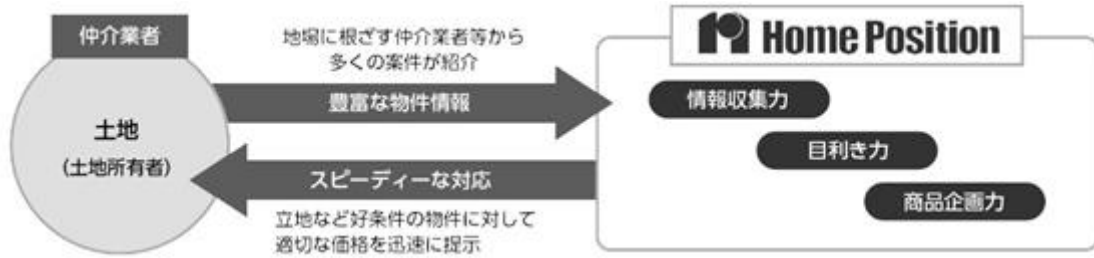 仲介業者
土地
（土地所有者）
地場に根ざす仲介業者等から
多くの案件が紹介
豊富な物件情報
スピーディーな対応
立地など好条件の物件に対して
適切な価格を迅速に提示
Home Position
情報収集力
目利き力
商品企画力